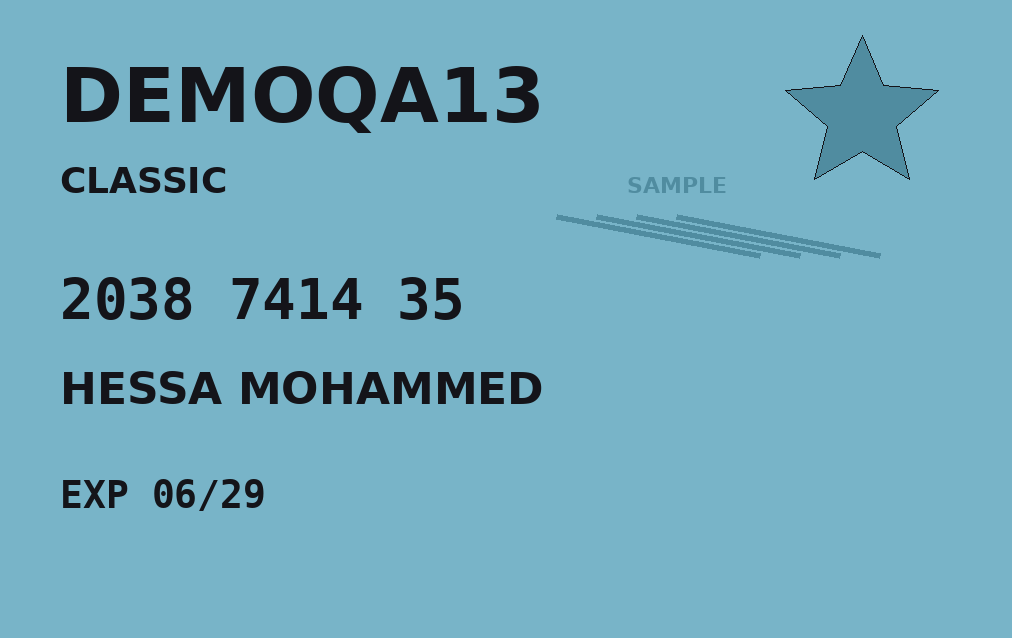 DEMOQA13
CLASSIC
SAMPLE
2038 7414 35
HESSA MOHAMMED
EXP 06/29